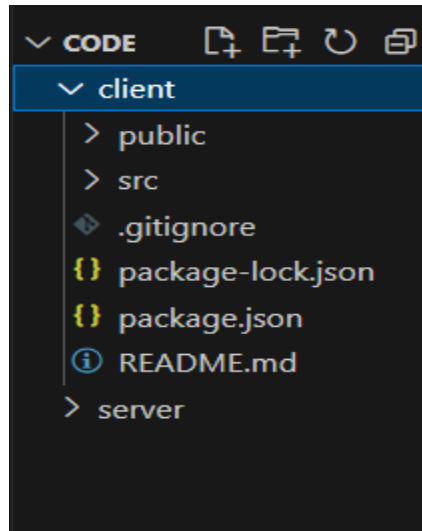 CODE
client
public
src
.gitignore
package-lock.json
package.json
README.md
server